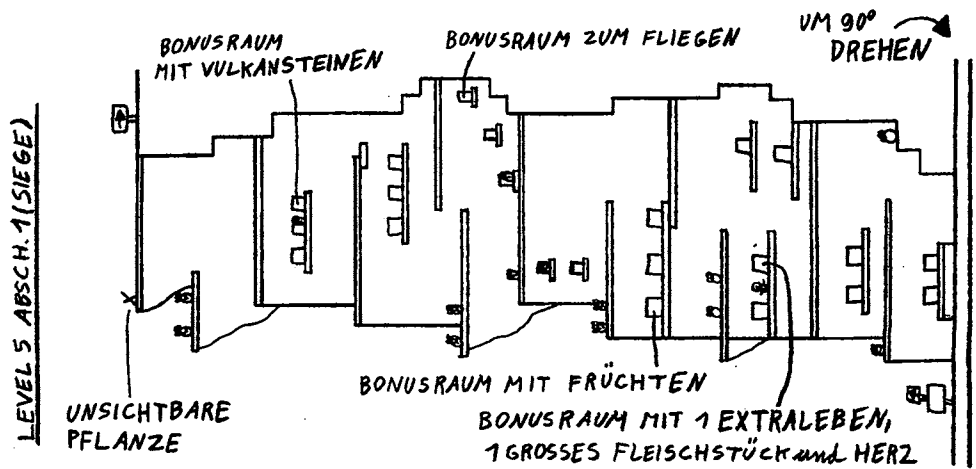 UM 90°
DREHEN
BONUSRAUM
MIT VULKANSTEINEN
BONUSRAUM ZUM FLIEGEN
LEVEL 5 ABSCH. 1 (SIEGE)
X
BONUSRAUM MIT FRÜCHTEN
UNSICHTBARE
PFLANZE
BONUSRAUM MIT 1 EXTRALEBEN,
1 GROSSES FLEISCHSTÜCK und HERZ